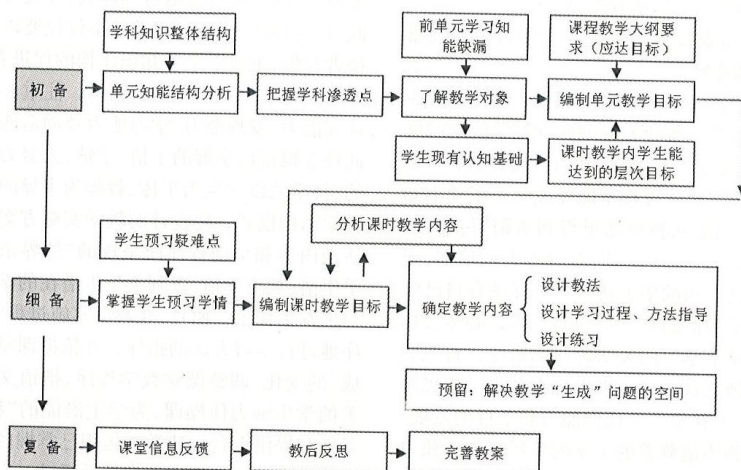 学科知识整体结构
前单元学习知
能缺漏
课程教学大纲要
求（应达目标）
初 备
单元知能结构分析
把握学科渗透点
了解教学对象
编制单元教学目标
学生现有认知基础
课时教学内学生能
达到的层次目标
分析课时教学内容
学生预习疑难点
细 备
掌握学生预习学情
编制课时教学目标
确定教学内容
设计教法
设计学习过程、方法指导
设计练习
预留：解决教学“生成”问题的空间
复 备
课堂信息反馈
教后反思
完善教案